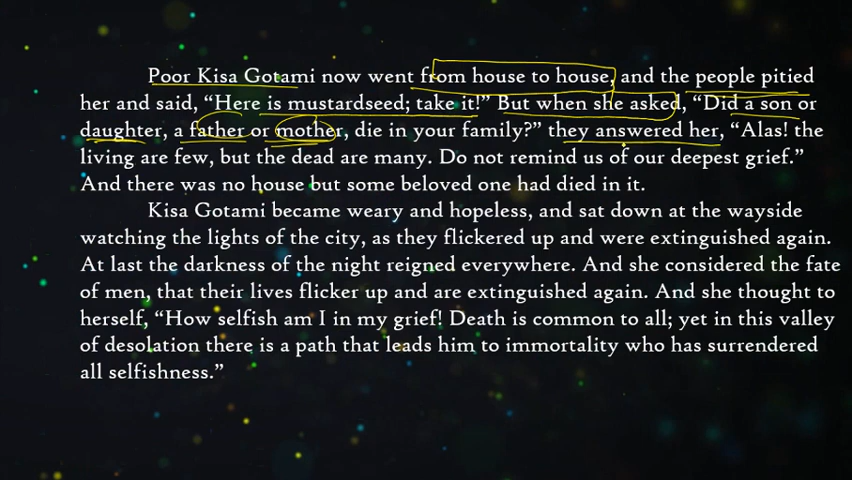 Poor Kisa Gotami now went from house to house, and the people pitied
her and said, “Here is mustardseed; take it!” But when she asked, “Did a son or
daughter, a father or mother, die in your family?” they answered her, “Alas! the
living are few, but the dead are many. Do not remind us of our deepest grief.”
And there was no house but some beloved one had died in it.
Kisa Gotami became weary and hopeless, and sat down at the wayside
watching the lights of the city, as they flickered up and were extinguished again.
At last the darkness of the night reigned everywhere. And she considered the fate
of men, that their lives flicker up and are extinguished again. And she thought to
herself, “How selfish am I in my grief! Death is common to all; yet in this valley
of desolation there is a path that leads him to immortality who has surrendered
all selfishness.”